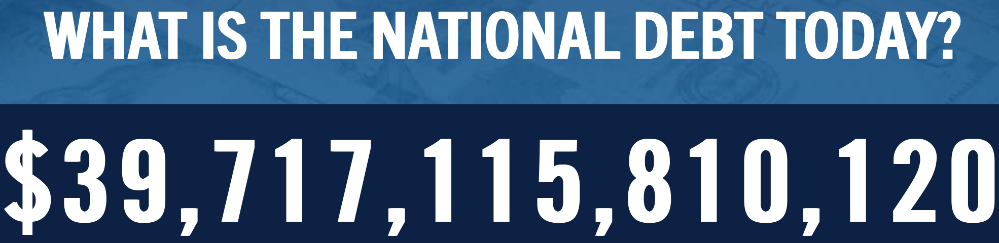 WHAT IS THE NATIONAL DEBT TODAY?
$39,717,115,810,120